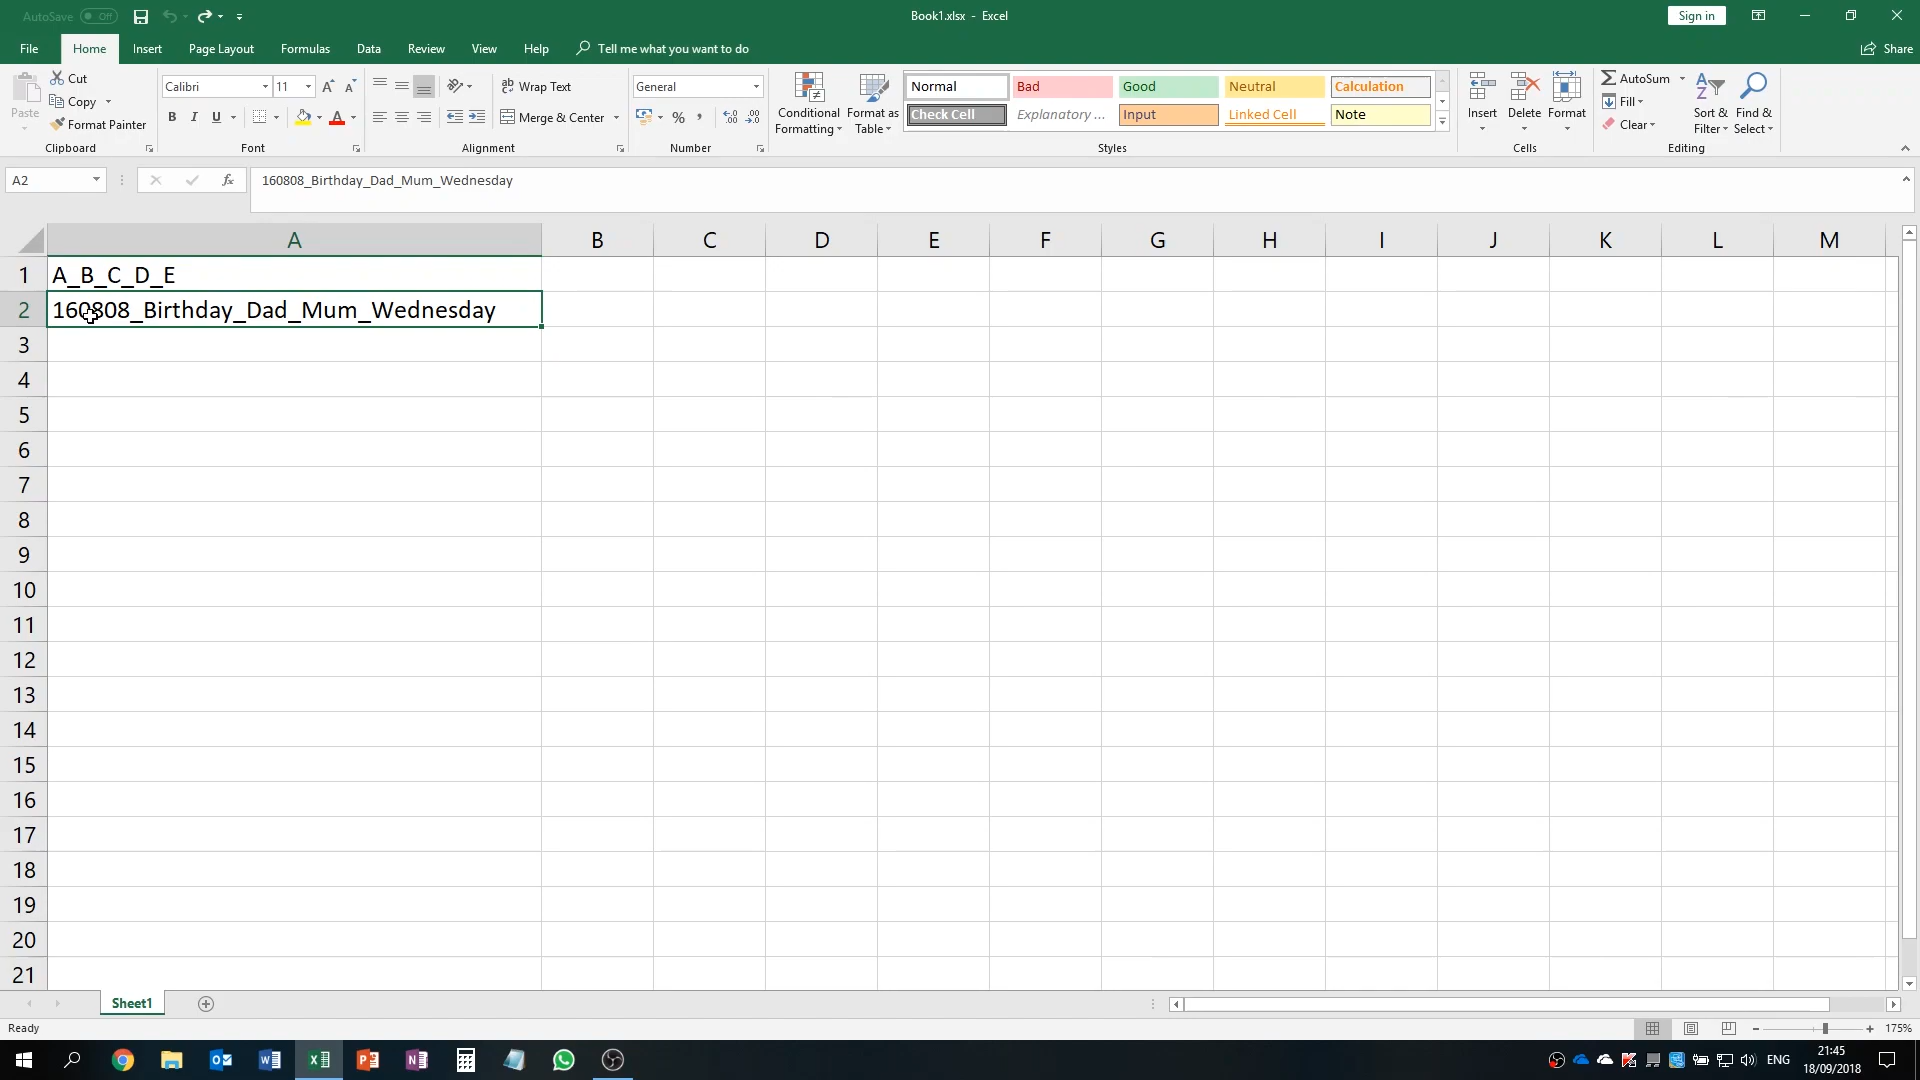 AutoSave Off Book1.xlsx - Excel Sign in
File Home Insert Page Layout Formulas Data Review View Help Tell me what you want to do Share
Paste
Cut
Copy
Format Painter
Clipboard
Calibri 11
B I U
Font
Wrap Text
Merge & Center
Alignment
General
% ,
Number
Conditional Formatting
Format as Table
Normal Bad Good Neutral Calculation
Check Cell Explanatory ... Input Linked Cell Note
Styles
Insert Delete Format
Cells
AutoSum
Fill
Clear
Sort & Filter
Find & Select
Editing
A2 fx 160808_Birthday_Dad_Mum_Wednesday
A B C D E F G H I J K L M
1 A_B_C_D_E
2 160808_Birthday_Dad_Mum_Wednesday
3
4
5
6
7
8
9
10
11
12
13
14
15
16
17
18
19
20
21
Sheet1
Ready 175%
ENG 21:45
18/09/2018